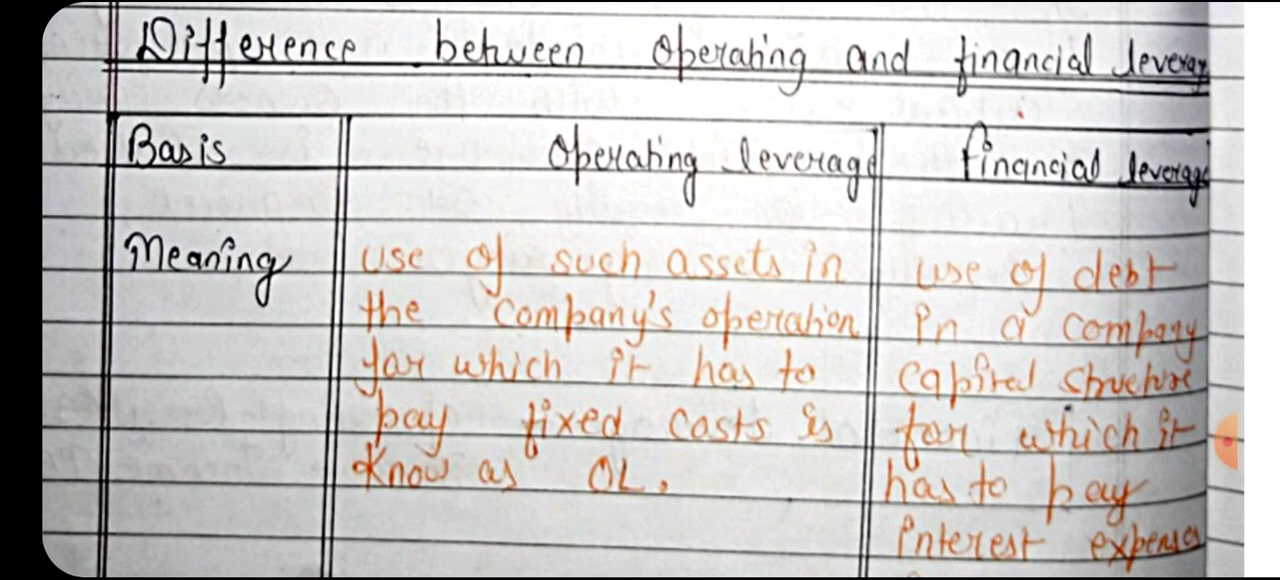 Difference between operating and financial leverag
Basis
Operating leverage
financial leverage
Meaning
use of such assets in
the company's operation
for which it has to
pay fixed costs is
know as OL.
use of debt
in a company
capital structure
for which it
has to pay
interest expenses